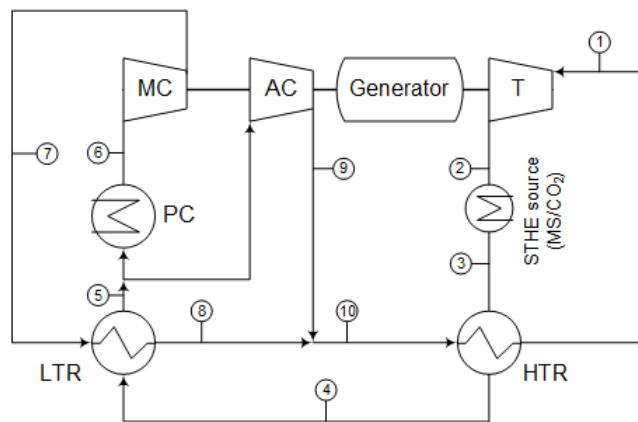 1
MC
AC
Generator
T
7
6
9
2
PC
STHE source
(MS/CO₂)
3
5
8
10
LTR
HTR
4